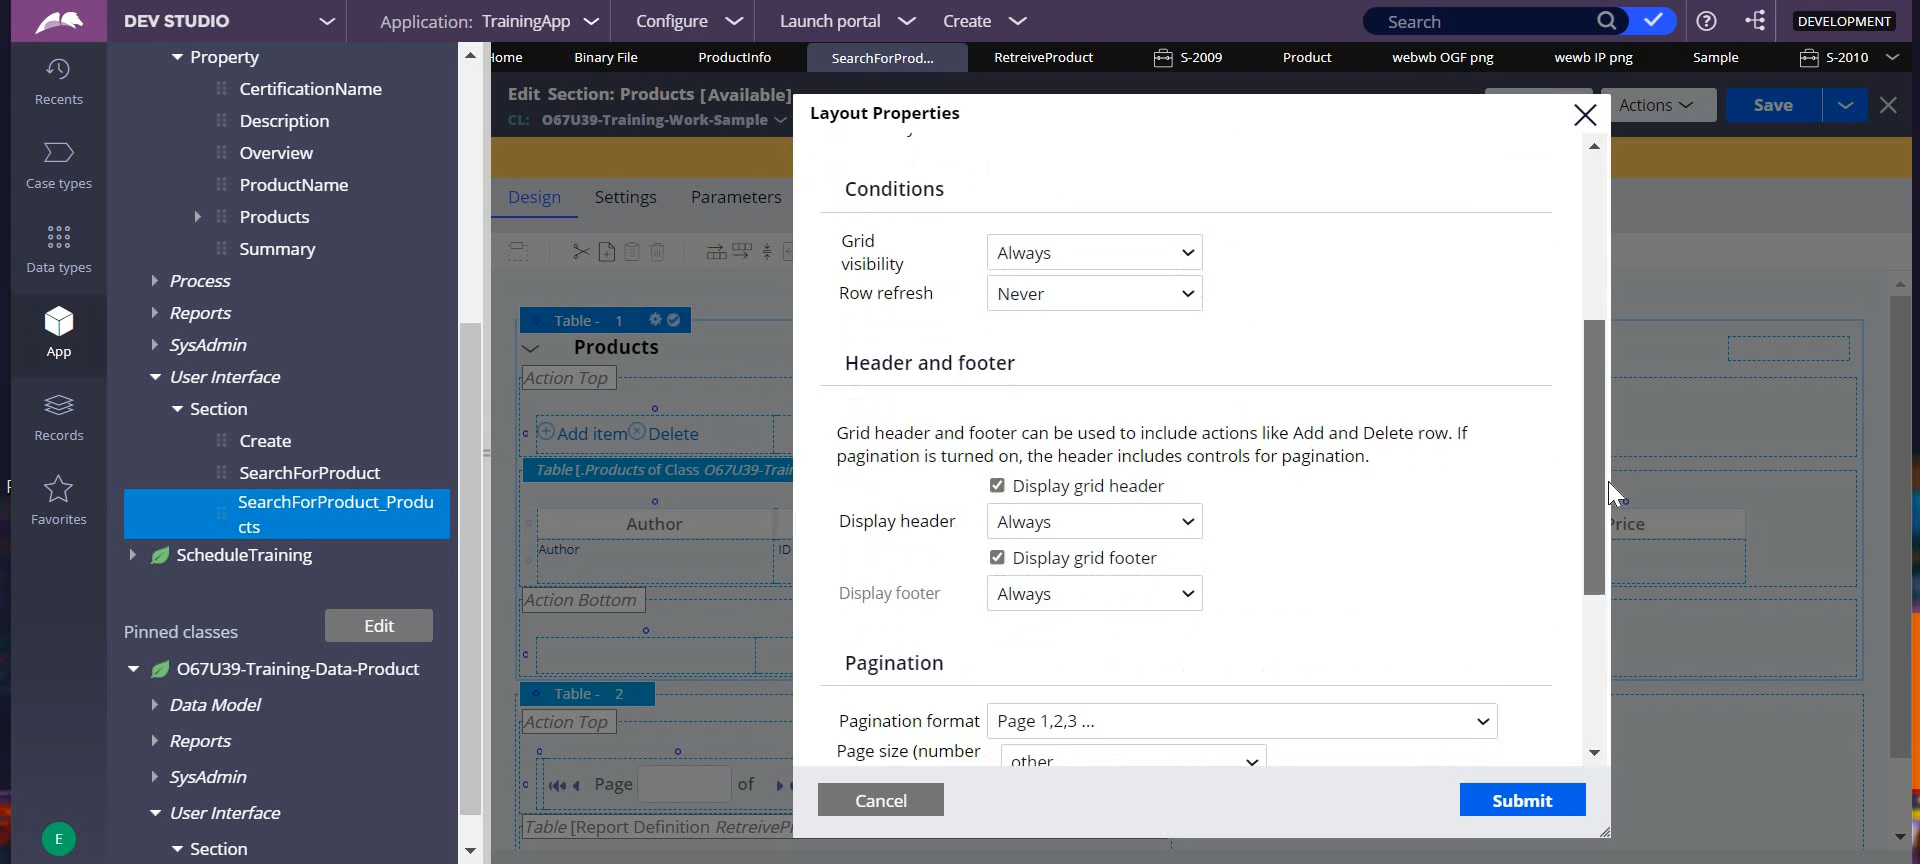 DEV STUDIO
Application: TrainingApp
Configure
Launch portal
Create
Search
DEVELOPMENT
Home
Binary File
ProductInfo
SearchForProd...
RetreiveProduct
S-2009
Product
webwb OGF png
wewb IP png
Sample
S-2010
Recents
Case types
Data types
App
Records
Favorites
E
Property
CertificationName
Description
Overview
ProductName
Products
Summary
Process
Reports
SysAdmin
User Interface
Section
Create
SearchForProduct
SearchForProduct_Produ
cts
ScheduleTraining
Pinned classes
Edit
O67U39-Training-Data-Product
Data Model
Reports
SysAdmin
User Interface
Section
Edit Section: Products [Available]
CL: O67U39-Training-Work-Sample
Actions
Save
Design
Settings
Parameters
Table - 1
Products
Action Top
Add item
Delete
Table [.Products of Class O67U39-Trai
Author
Author
ID
Price
Action Bottom
Table - 2
Action Top
Page
of
Table [Report Definition RetreiveP
Layout Properties
Conditions
Grid
visibility
Always
Row refresh
Never
Header and footer
Grid header and footer can be used to include actions like Add and Delete row. If
pagination is turned on, the header includes controls for pagination.
Display grid header
Display header
Always
Display grid footer
Display footer
Always
Pagination
Pagination format
Page 1,2,3 ...
Page size (number
other
Cancel
Submit